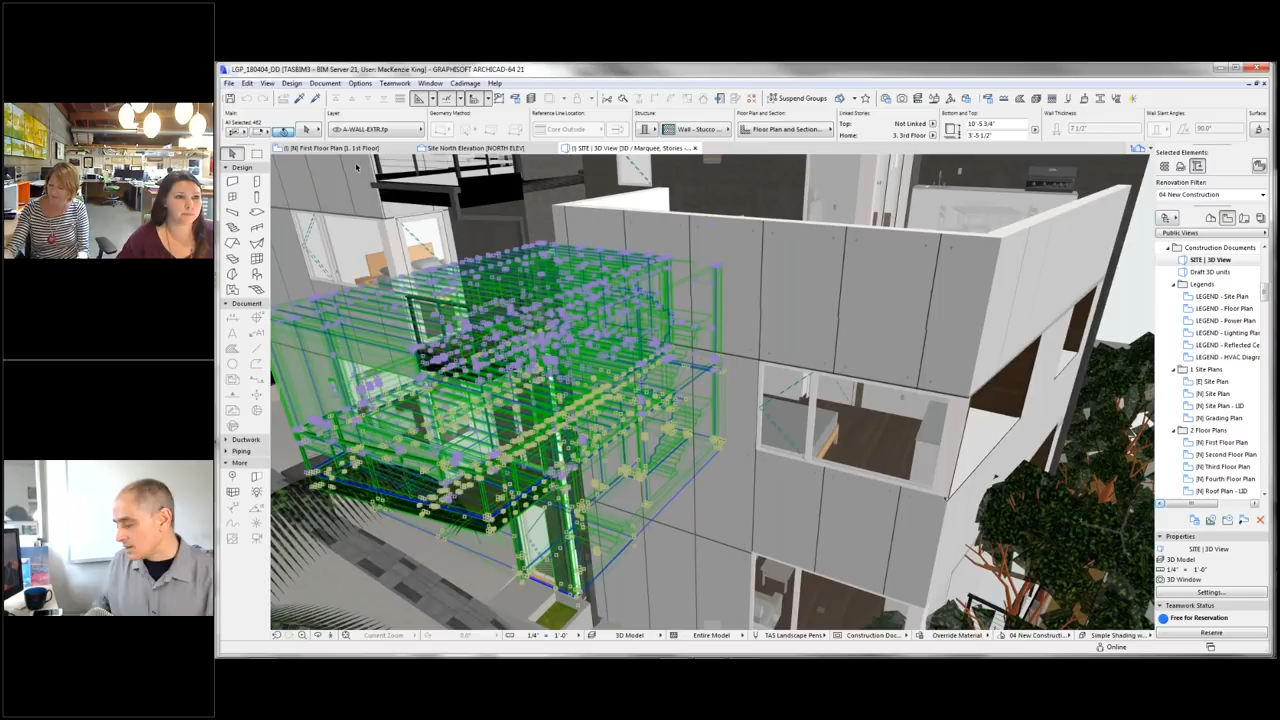 LGP_180404_DD [TASBIM3 - BIM Server 21, User: MacKenzie King] - GRAPHISOFT ARCHICAD-64 21
File Edit View Design Document Options Teamwork Window Cadimage Help
Suspend Groups
Main:
All Selected: 482
Layer:
A-WALL-EXTR.fp
Geometry Method:
Reference Line Location:
Core Outside
Structure:
Wall - Stucco ...
Floor Plan and Section:
Floor Plan and Section...
Linked Stories:
Top: Not Linked
Home: 3. 3rd Floor
Bottom and Top:
10' -5 3/4"
3' -5 1/2"
Wall Thickness
7 1/2"
Wall Slant Angles
90.0°
Surface
(!) [N] First Floor Plan [1. 1st Floor]
Site North Elevation [NORTH ELEV]
(!) SITE | 3D View [3D / Marquee, Stories - ...
Design
Document
Ductwork
Piping
More
Selected Elements:
Renovation Filter:
04 New Construction
Public Views
Construction Documents
SITE | 3D View
Draft 3D units
Legends
LEGEND - Site Plan
LEGEND - Floor Plan
LEGEND - Power Plan
LEGEND - Lighting Plan
LEGEND - Reflected Ce
LEGEND - HVAC Diagra
1 Site Plans
[E] Site Plan
[N] Site Plan
[N] Site Plan - LID
[N] Grading Plan
2 Floor Plans
[N] First Floor Plan
[N] Second Floor Plan
[N] Third Floor Plan
[N] Fourth Floor Plan
[N] Roof Plan - LID
Properties
SITE | 3D View
3D Model
1/4" = 1'-0"
3D Window
Settings...
Teamwork Status
Free for Reservation
Reserve
Current Zoom
0.0°
1/4" = 1'-0"
3D Model
Entire Model
TAS Landscape Pens
Construction Doc...
Override Material
04 New Constructi...
Simple Shading w...
Online